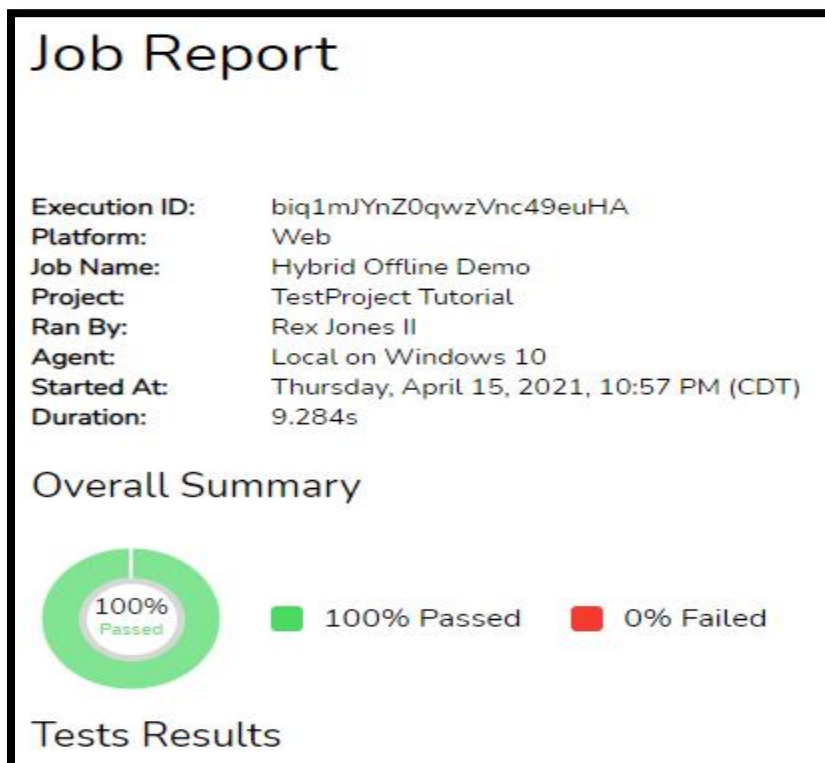 Job Report
Execution ID: biq1mJYnZ0qwzVnc49euHA
Platform: Web
Job Name: Hybrid Offline Demo
Project: TestProject Tutorial
Ran By: Rex Jones II
Agent: Local on Windows 10
Started At: Thursday, April 15, 2021, 10:57 PM (CDT)
Duration: 9.284s
Overall Summary
100%
Passed
100% Passed 0% Failed
Tests Results